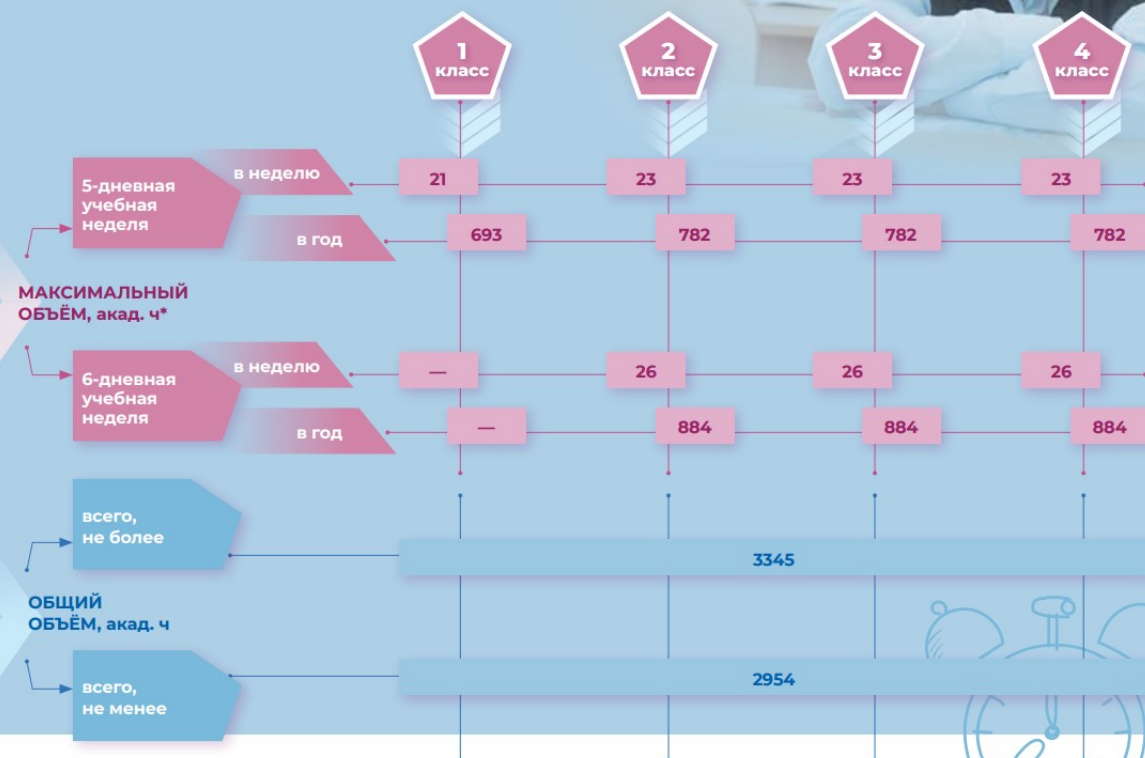 1
класс
2
класс
3
класс
4
класс
5-дневная
учебная
неделя
в неделю
21
23
23
23
в год
693
782
782
782
МАКСИМАЛЬНЫЙ
ОБЪЁМ, акад. ч*
6-дневная
учебная
неделя
в неделю
—
26
26
26
в год
—
884
884
884
всего,
не более
3345
ОБЩИЙ
ОБЪЁМ, акад. ч
всего,
не менее
2954